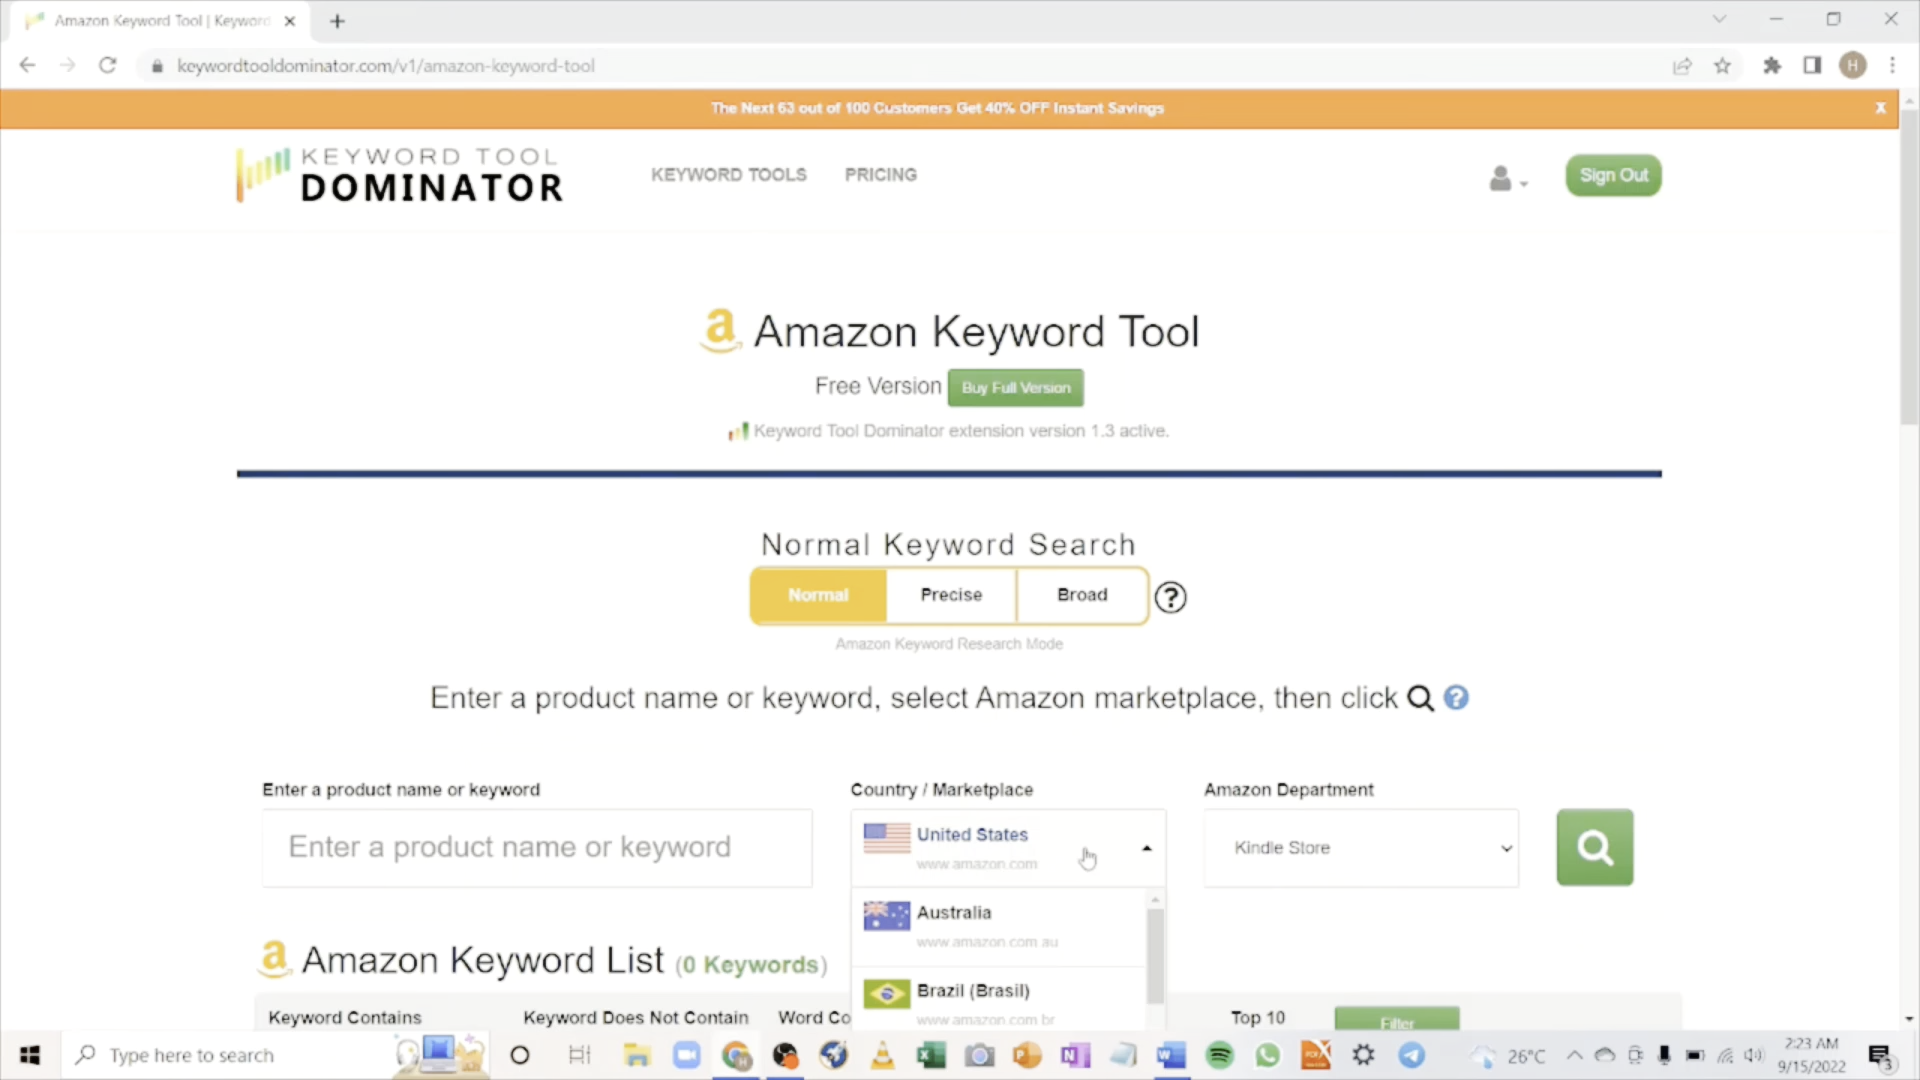 Amazon Keyword Tool | Keyword
keywordtooldominator.com/v1/amazon-keyword-tool
H
The Next 63 out of 100 Customers Get 40% OFF Instant Savings
X
KEYWORD TOOL
DOMINATOR
KEYWORD TOOLS
PRICING
Sign Out
Amazon Keyword Tool
Free Version
Buy Full Version
Keyword Tool Dominator extension version 1.3 active.
Normal Keyword Search
Normal
Precise
Broad
?
Amazon Keyword Research Mode
Enter a product name or keyword, select Amazon marketplace, then click
?
Enter a product name or keyword
Country / Marketplace
Amazon Department
Enter a product name or keyword
United States
www.amazon.com
Kindle Store
Australia
www.amazon.com.au
Amazon Keyword List (0 Keywords)
Brazil (Brasil)
www.amazon.com.br
Keyword Contains
Keyword Does Not Contain
Word Co
Top 10
Filter
Type here to search
26°C
2:23 AM
9/15/2022
3